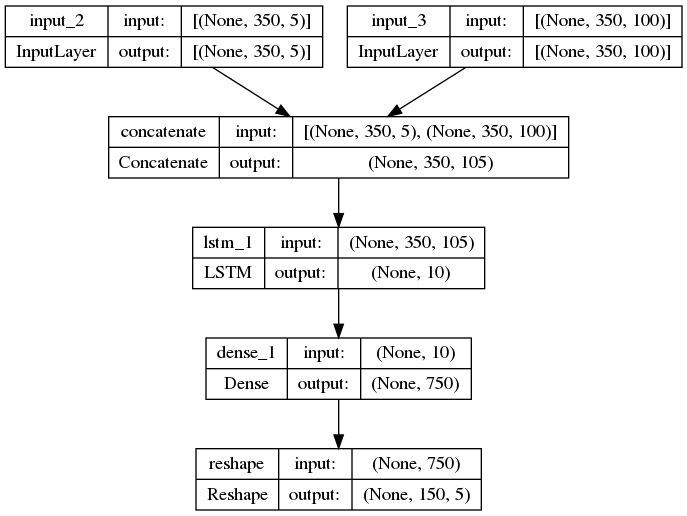 input_2 input: [(None, 350, 5)]
InputLayer output: [(None, 350, 5)]
input_3 input: [(None, 350, 100)]
InputLayer output: [(None, 350, 100)]
concatenate input: [(None, 350, 5), (None, 350, 100)]
Concatenate output: (None, 350, 105)
lstm_1 input: (None, 350, 105)
LSTM output: (None, 10)
dense_1 input: (None, 10)
Dense output: (None, 750)
reshape input: (None, 750)
Reshape output: (None, 150, 5)